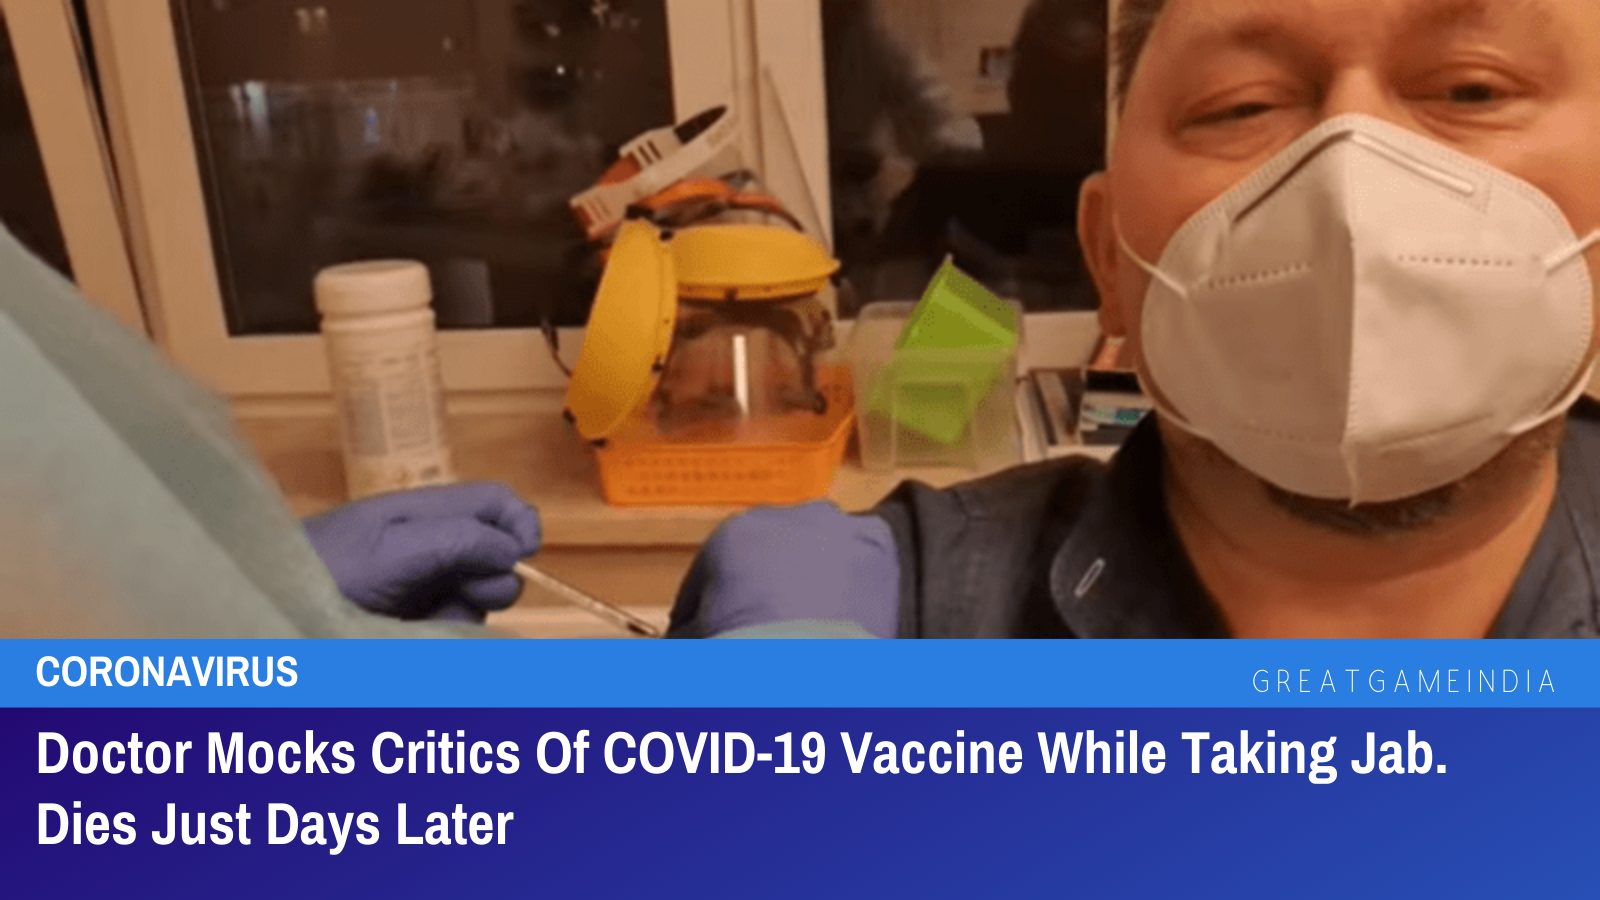 CORONAVIRUS
GREATGAMEINDIA
Doctor Mocks Critics Of COVID-19 Vaccine While Taking Jab.
Dies Just Days Later